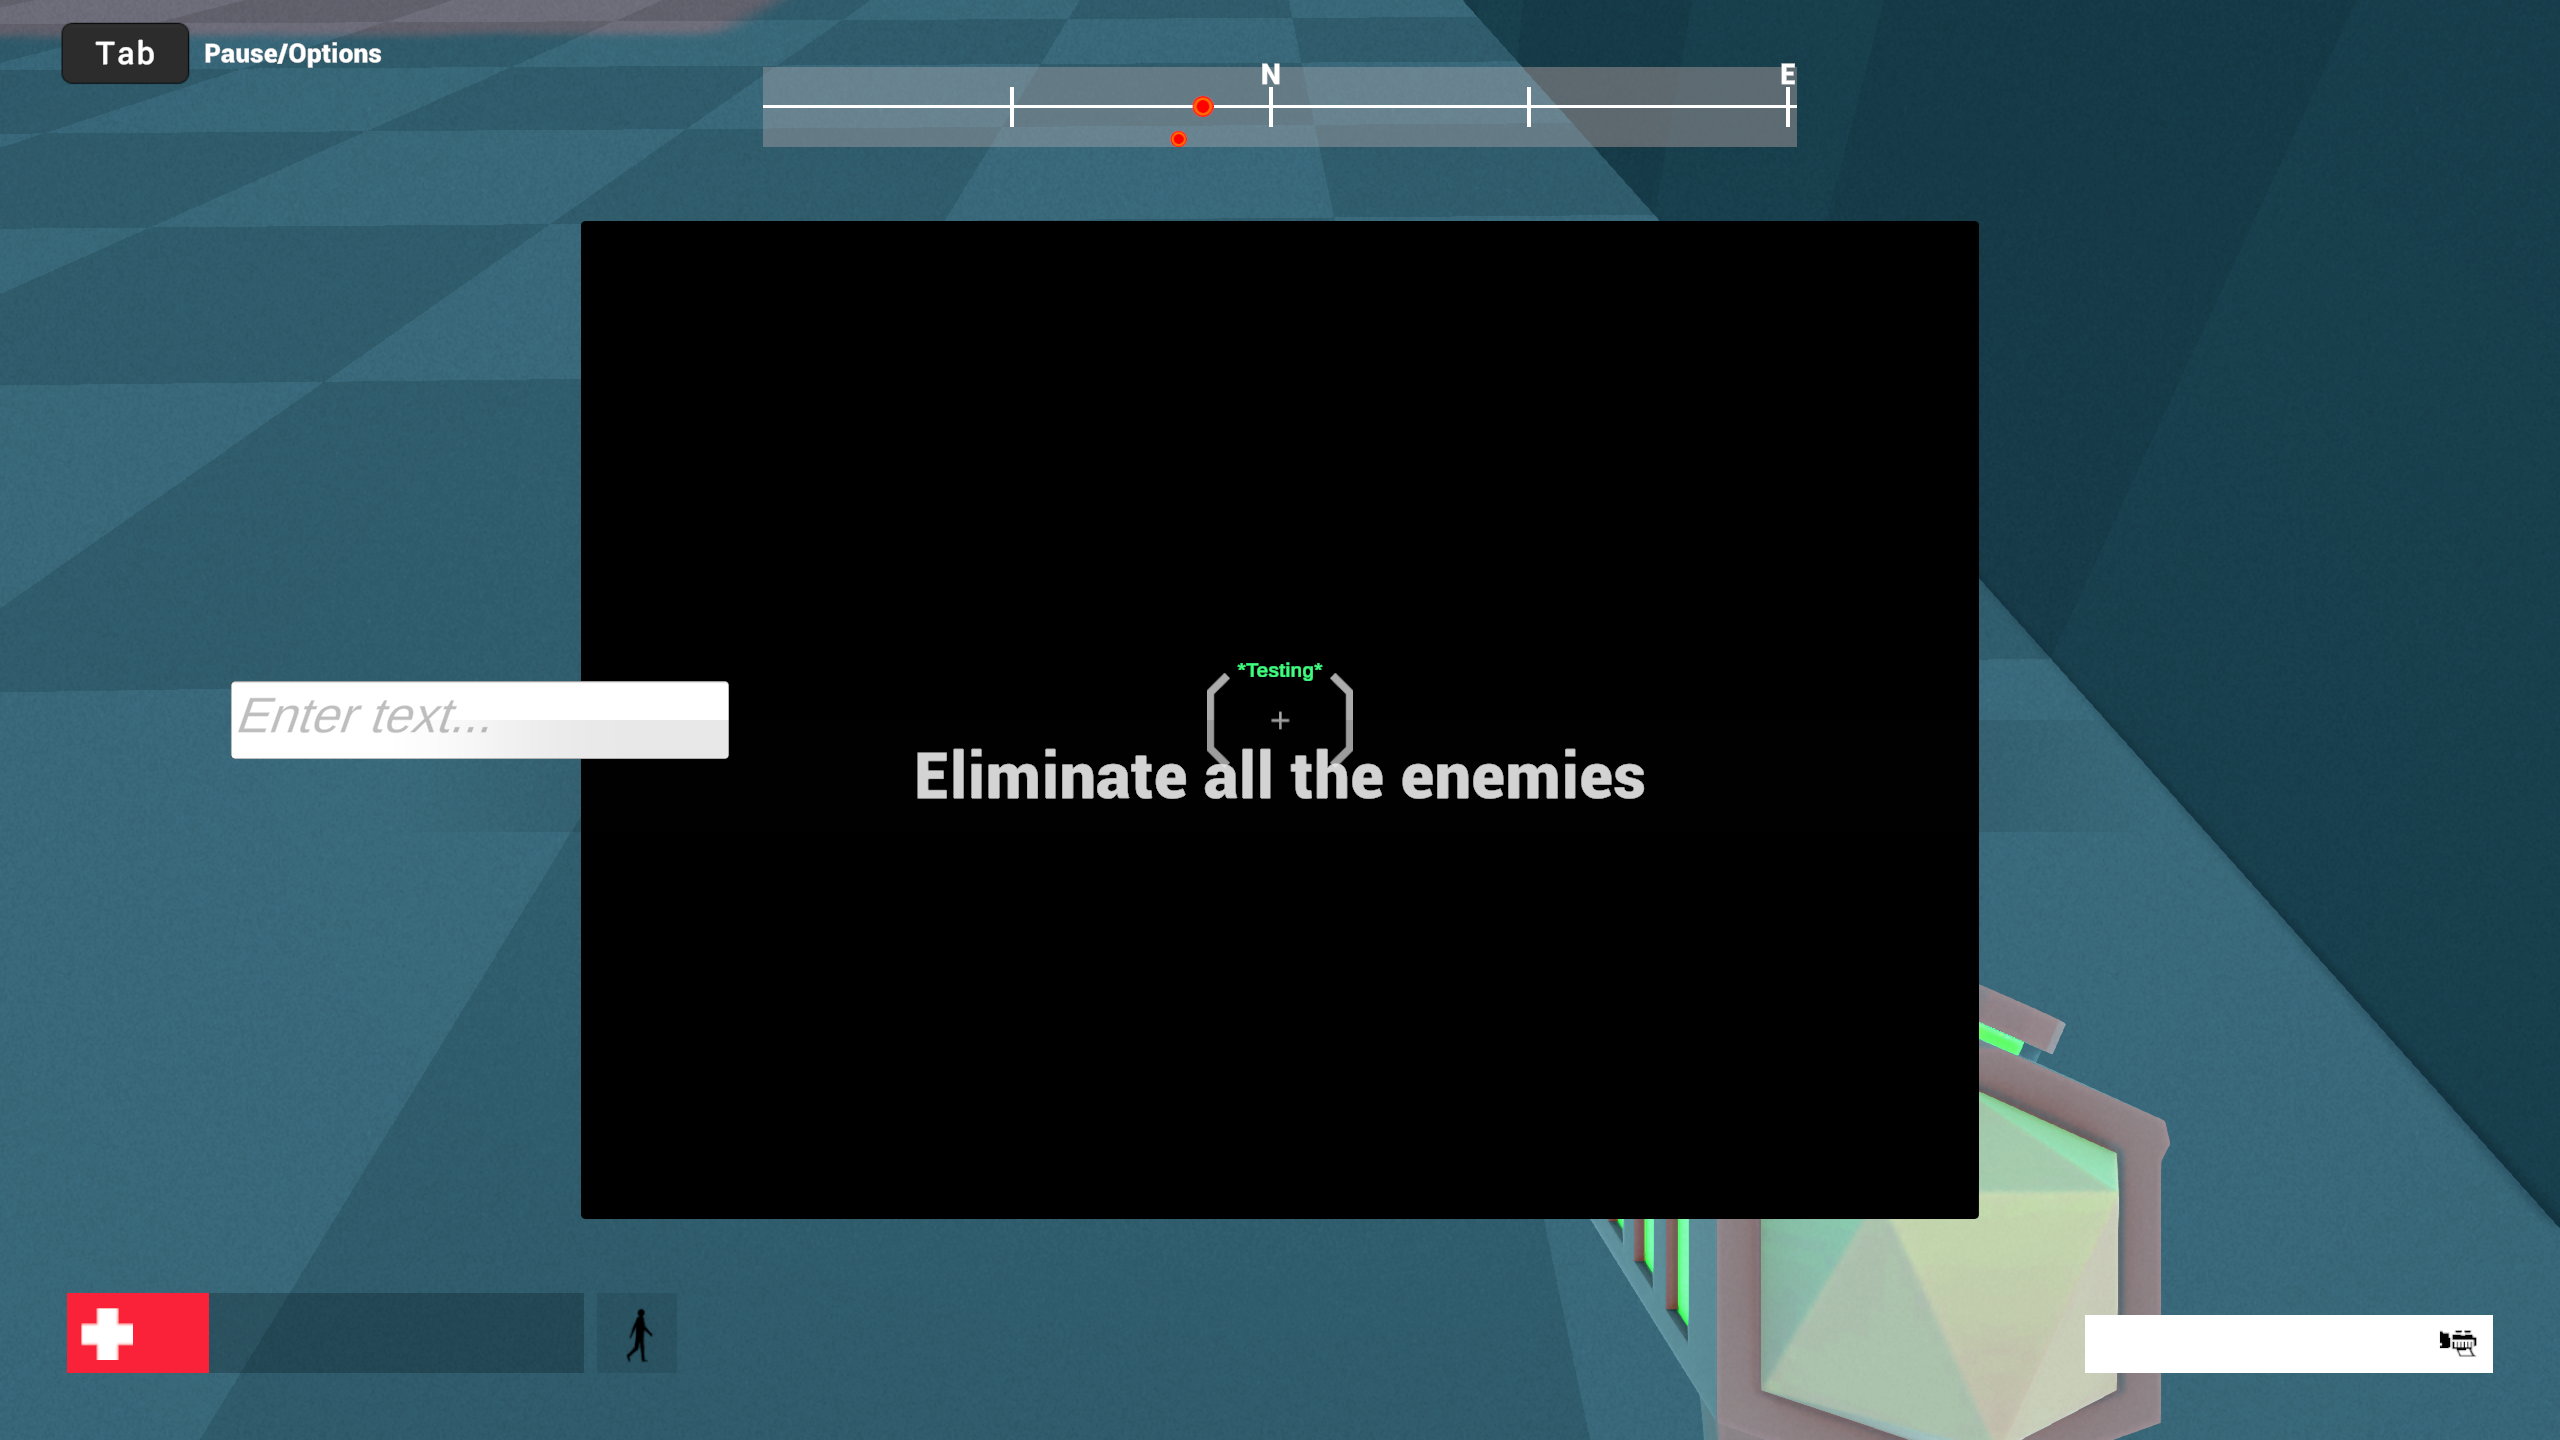 Tab Pause/Options
N E
*Testing*
Enter text...
Eliminate all the enemies